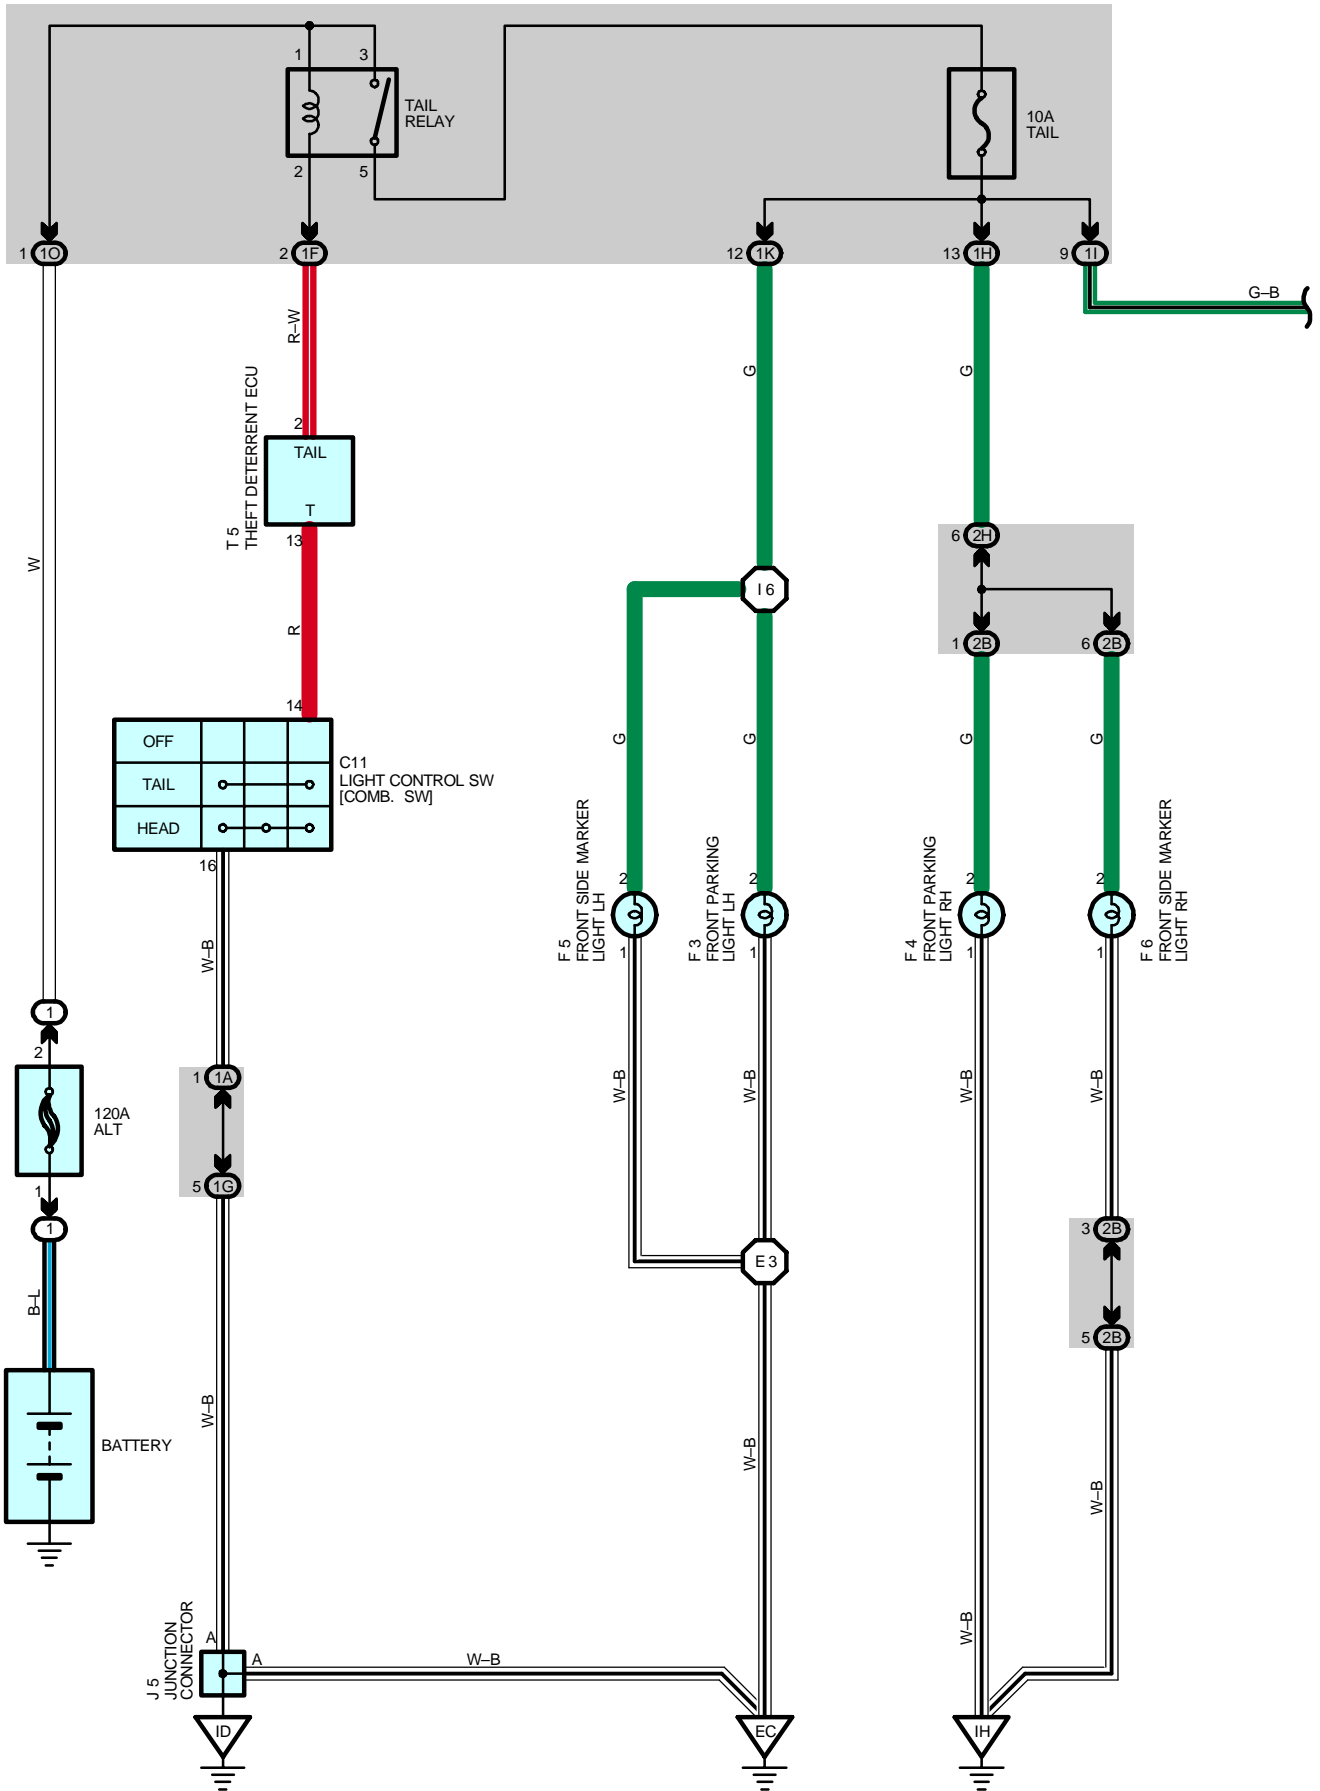 1 3
TAIL
RELAY
2 5
10A
TAIL
1 1O
2 1F
12 1K
13 1H
9 1I
G–B
R–W
G
G
2
TAIL
T
13
T 5
THEFT DETERRENT ECU
W
R
14
6 2H
I 6
1 2B
6 2B
OFF
TAIL
HEAD
C11
LIGHT CONTROL SW
[COMB. SW]
16
G
G
G
G
2
2
2
2
F 5
FRONT SIDE MARKER
LIGHT LH
F 3
FRONT PARKING
LIGHT LH
F 4
FRONT PARKING
LIGHT RH
F 6
FRONT SIDE MARKER
LIGHT RH
1
1
1
1
W–B
1
2
120A
ALT
1
1
1 1A
5 1G
W–B
W–B
W–B
W–B
3 2B
E 3
5 2B
B–L
BATTERY
W–B
W–B
W–B
W–B
J 5
JUNCTION
CONNECTOR
A
A
W–B
ID
EC
IH